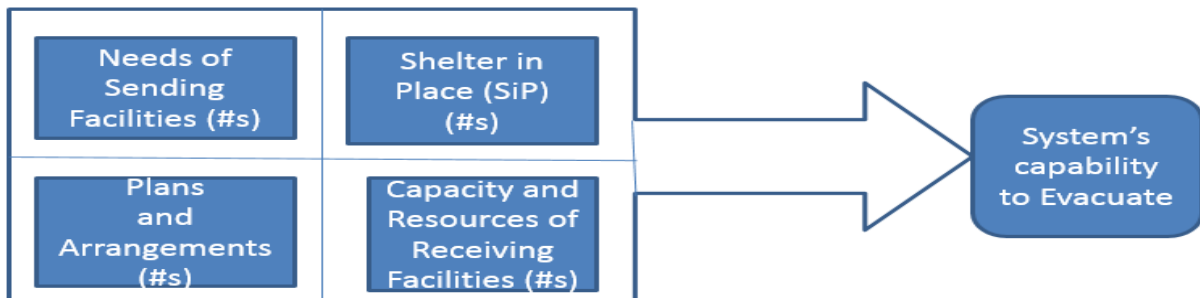 Needs of
Sending
Facilities (#s)
Shelter in
Place (SiP)
(#s)
Plans
and
Arrangements
(#s)
Capacity and
Resources of
Receiving
Facilities (#s)
System's
capability
to Evacuate